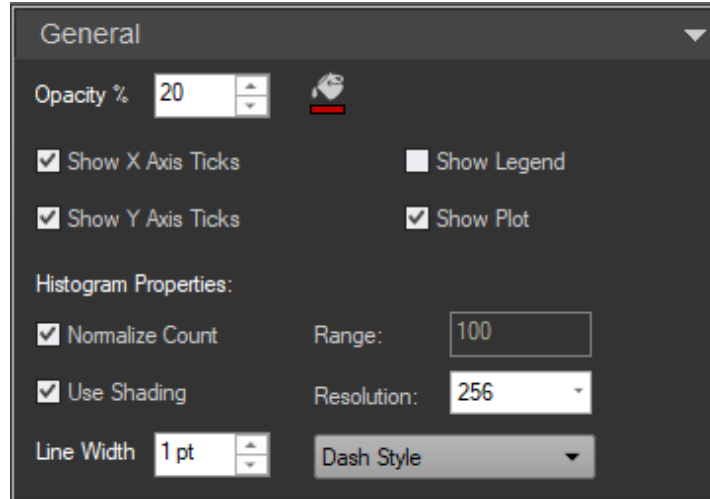 General
Opacity % 20
Show X Axis Ticks Show Legend
Show Y Axis Ticks Show Plot
Histogram Properties:
Normalize Count Range: 100
Use Shading Resolution: 256
Line Width 1 pt Dash Style